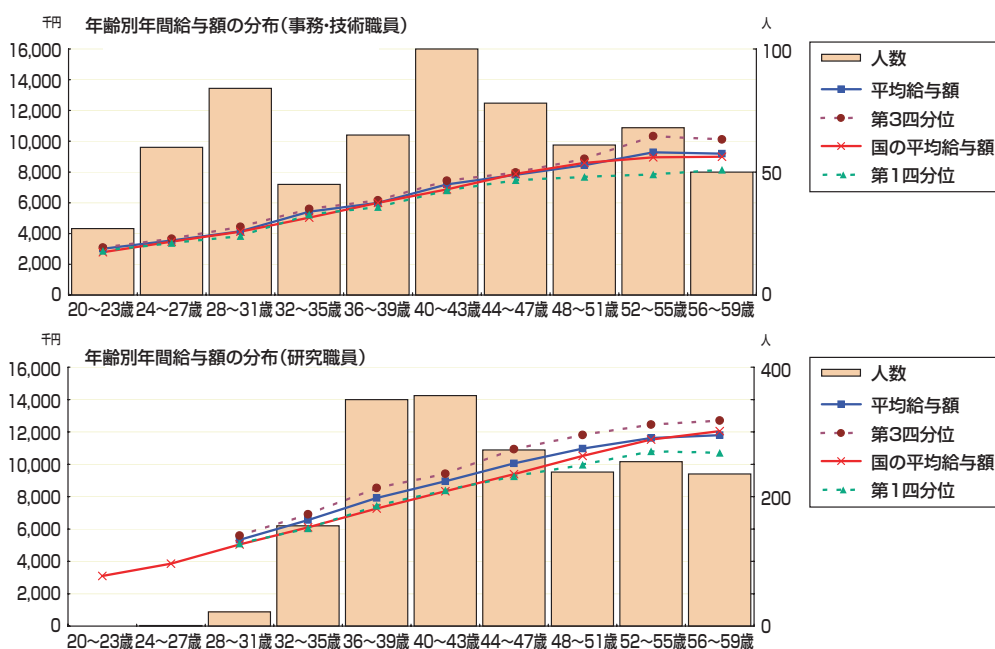 千円
年齢別年間給与額の分布(事務・技術職員)
人
16,000
14,000
12,000
10,000
8,000
6,000
4,000
2,000
0
100
50
0
20〜23歳 24〜27歳 28〜31歳 32〜35歳 36〜39歳 40〜43歳 44〜47歳 48〜51歳 52〜55歳 56〜59歳
人数
平均給与額
第3四分位
国の平均給与額
第1四分位
千円
年齢別年間給与額の分布(研究職員)
人
16,000
14,000
12,000
10,000
8,000
6,000
4,000
2,000
0
400
200
0
20〜23歳 24〜27歳 28〜31歳 32〜35歳 36〜39歳 40〜43歳 44〜47歳 48〜51歳 52〜55歳 56〜59歳
人数
平均給与額
第3四分位
国の平均給与額
第1四分位